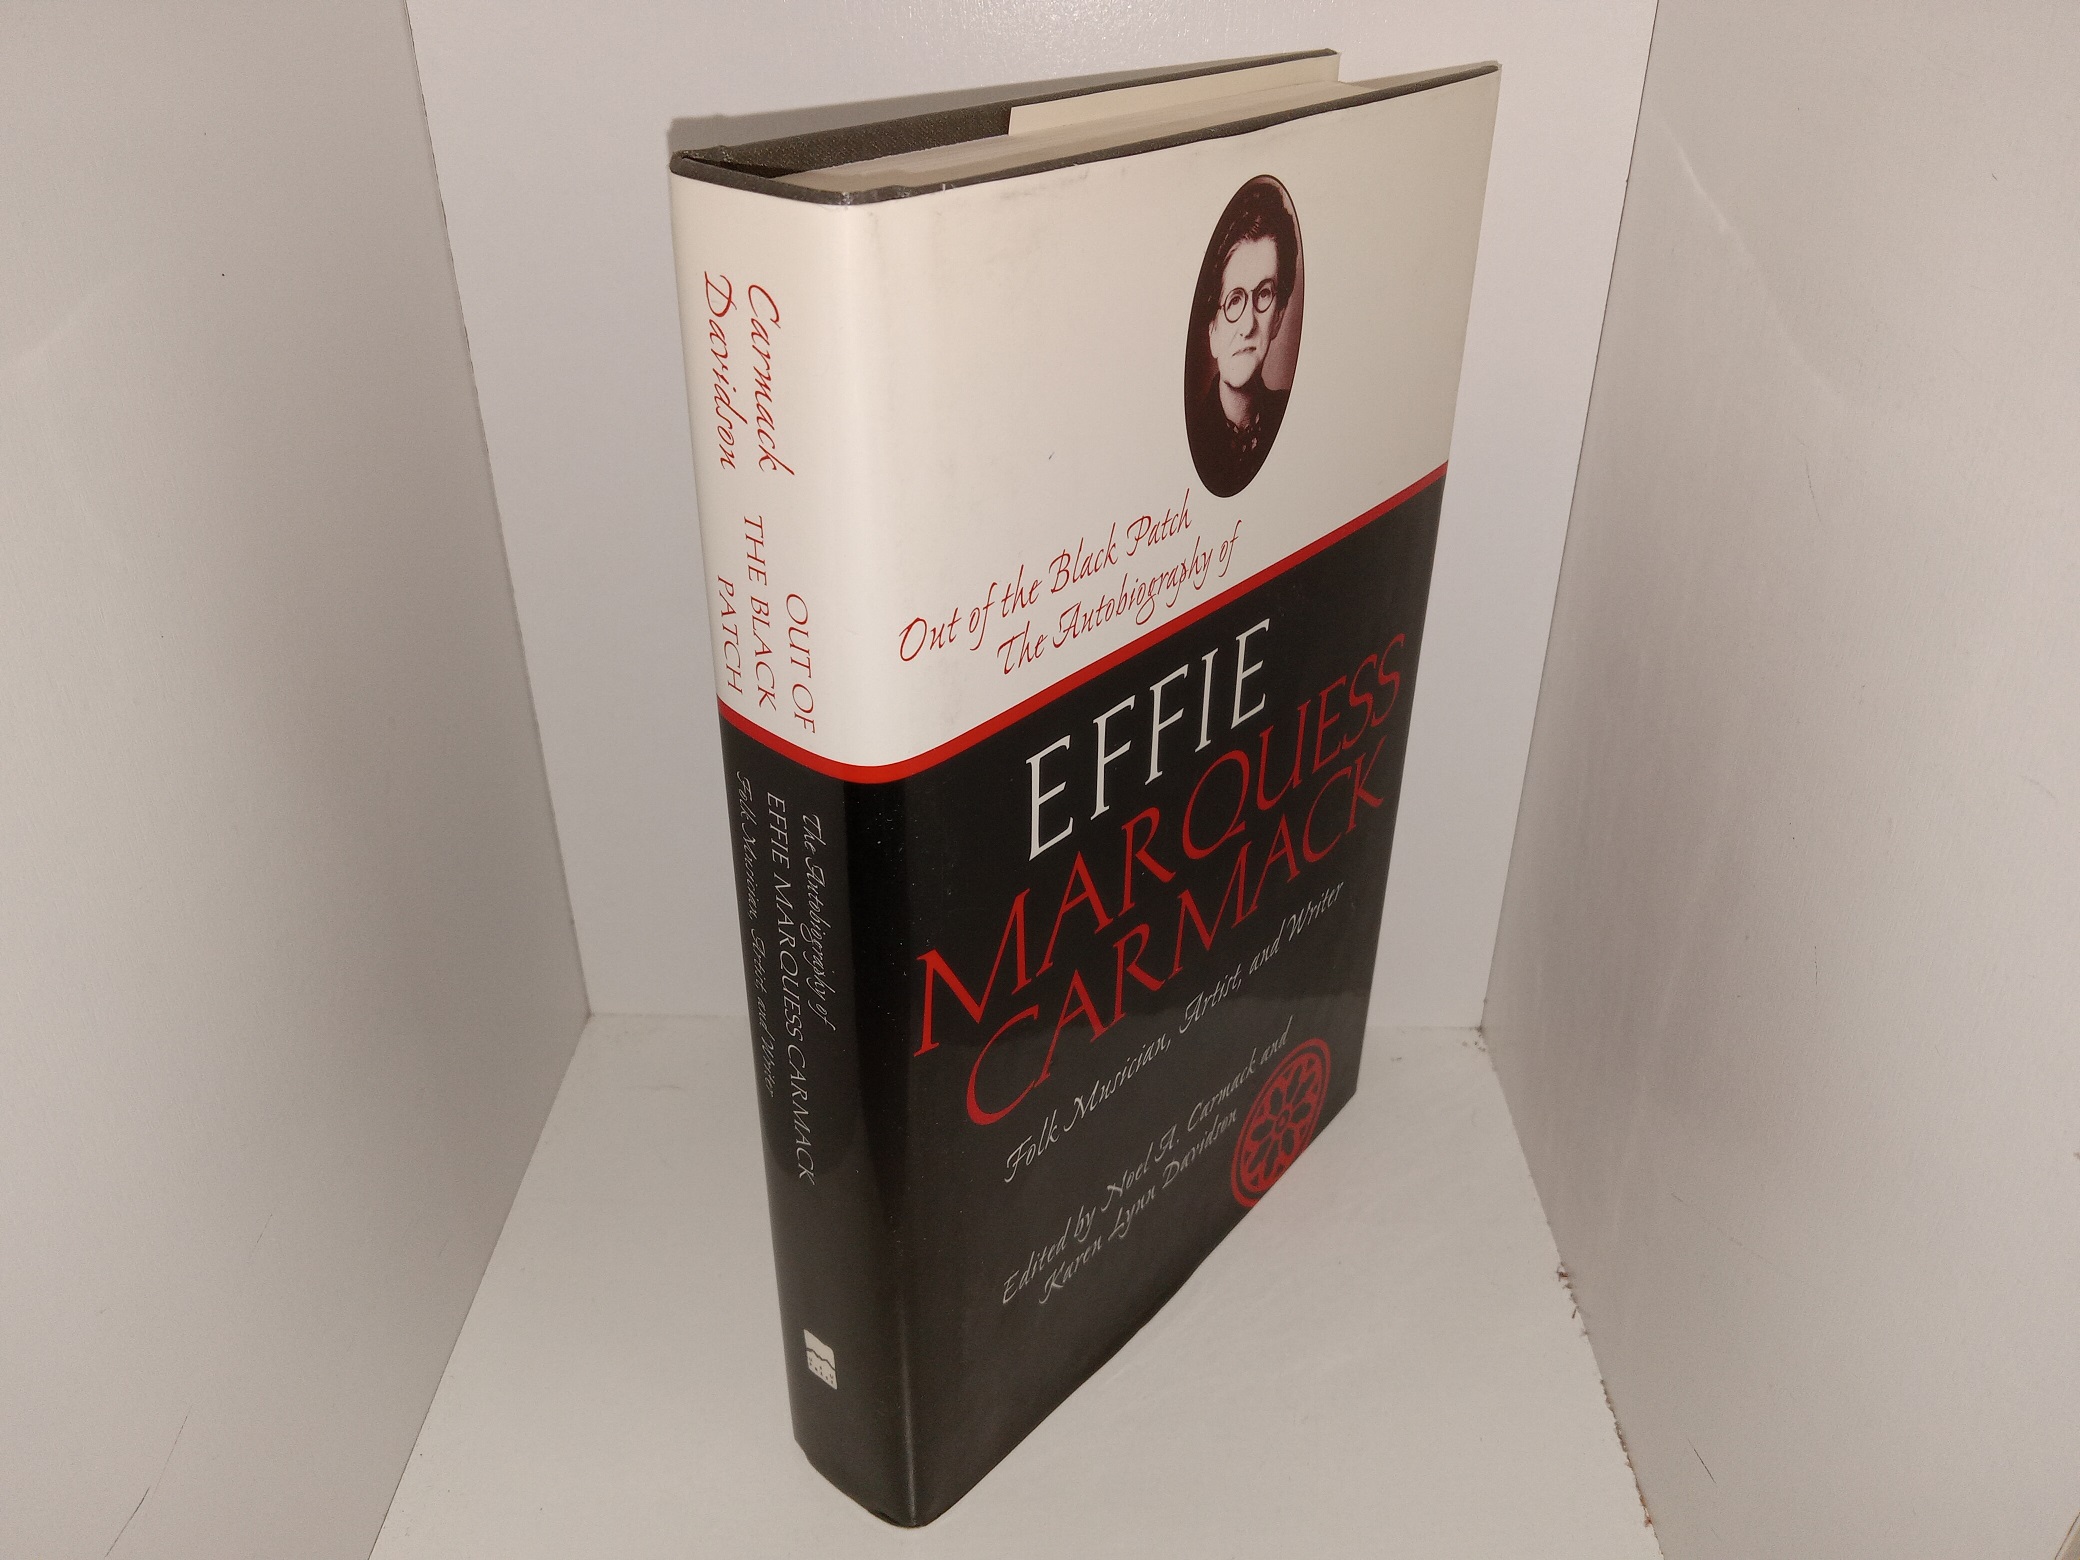 Carmack
Davidson
OUT OF
THE BLACK
PATCH
The Autobiography of
EFFIE MARQUESS CARMACK
Folk Musician, Artist, and Writer
Out of the Black Patch
The Autobiography of
EFFIE
MARQUESS
CARMACK
Folk Musician, Artist, and Writer
Edited by Noel A. Carmack and
Karen Lynn Davidson